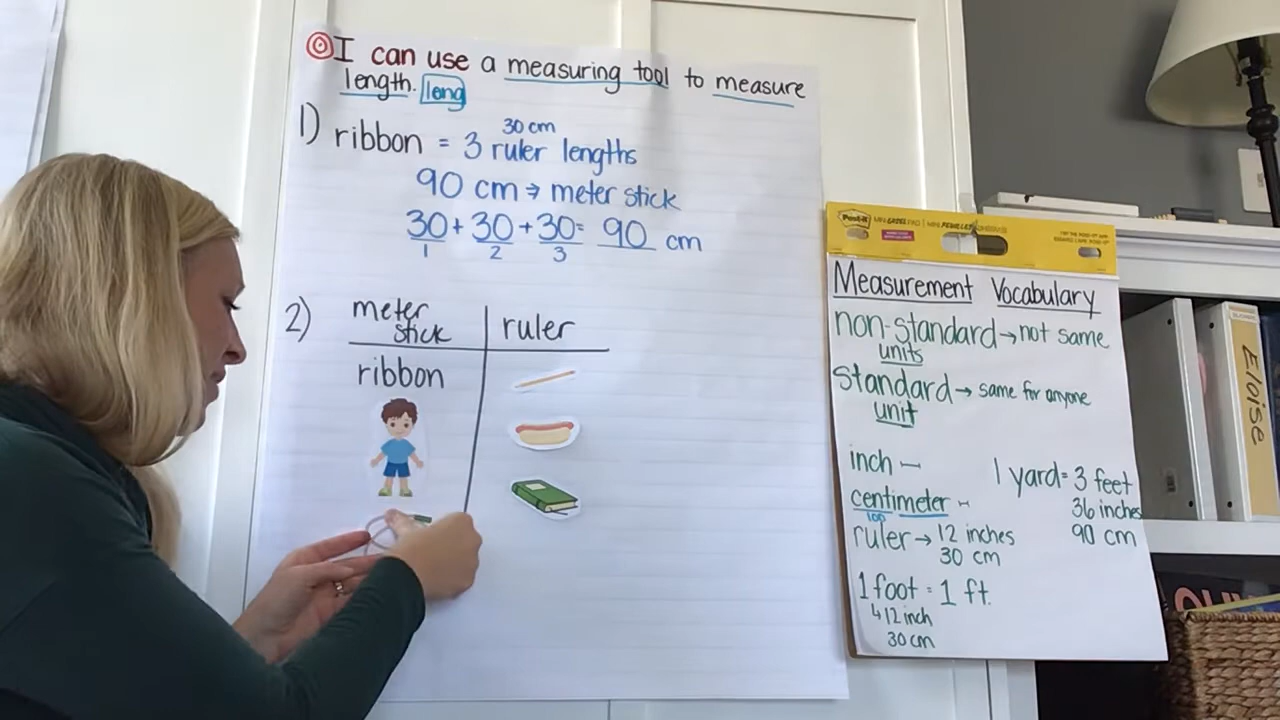 I can use a measuring tool to measure
length. long
1) ribbon = 3 ruler lengths
30 cm
90 cm → meter stick
30 + 30 + 30 = 90 cm
1 2 3
2) meter stick ruler
ribbon
Post-it
Measurement Vocabulary
non-standard → not same
units
standard → same for anyone
unit
inch
centimeter
100
ruler → 12 inches
30 cm
1 foot = 1 ft.
12 inch
30 cm
1 yard = 3 feet
36 inches
90 cm
Eloise